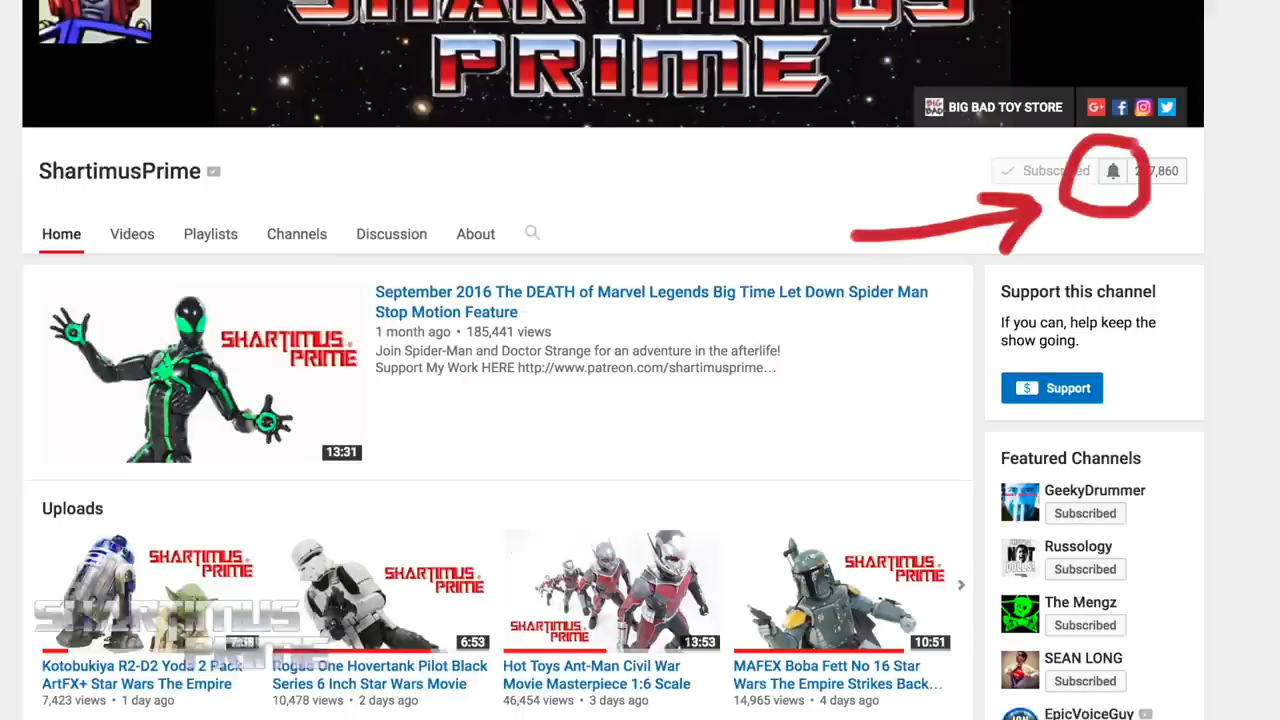 SHARTIMUS
PRIME
BIG BAD TOY STORE
ShartimusPrime
Subscribed
7,860
Home
Videos
Playlists
Channels
Discussion
About
SHARTIMUS
PRIME
13:31
September 2016 The DEATH of Marvel Legends Big Time Let Down Spider Man
Stop Motion Feature
1 month ago • 185,441 views
Join Spider-Man and Doctor Strange for an adventure in the afterlife!
Support My Work HERE http://www.patreon.com/shartimusprime…
Support this channel
If you can, help keep the
show going.
$ Support
Uploads
SHARTIMUS
PRIME
SHARTIMUS
PRIME
6:53
SHARTIMUS
PRIME
13:53
SHARTIMUS
PRIME
10:51
SHARTIMUS
PRIME
Kotobukiya R2-D2 Yoda 2 Pack
ArtFX+ Star Wars The Empire
7,423 views • 1 day ago
Rogue One Hovertank Pilot Black
Series 6 Inch Star Wars Movie
10,478 views • 2 days ago
Hot Toys Ant-Man Civil War
Movie Masterpiece 1:6 Scale
46,454 views • 3 days ago
MAFEX Boba Fett No 16 Star
Wars The Empire Strikes Back…
14,965 views • 4 days ago
Featured Channels
GeekyDrummer
Subscribed
Russology
Subscribed
The Mengz
Subscribed
SEAN LONG
Subscribed
EpicVoiceGuy